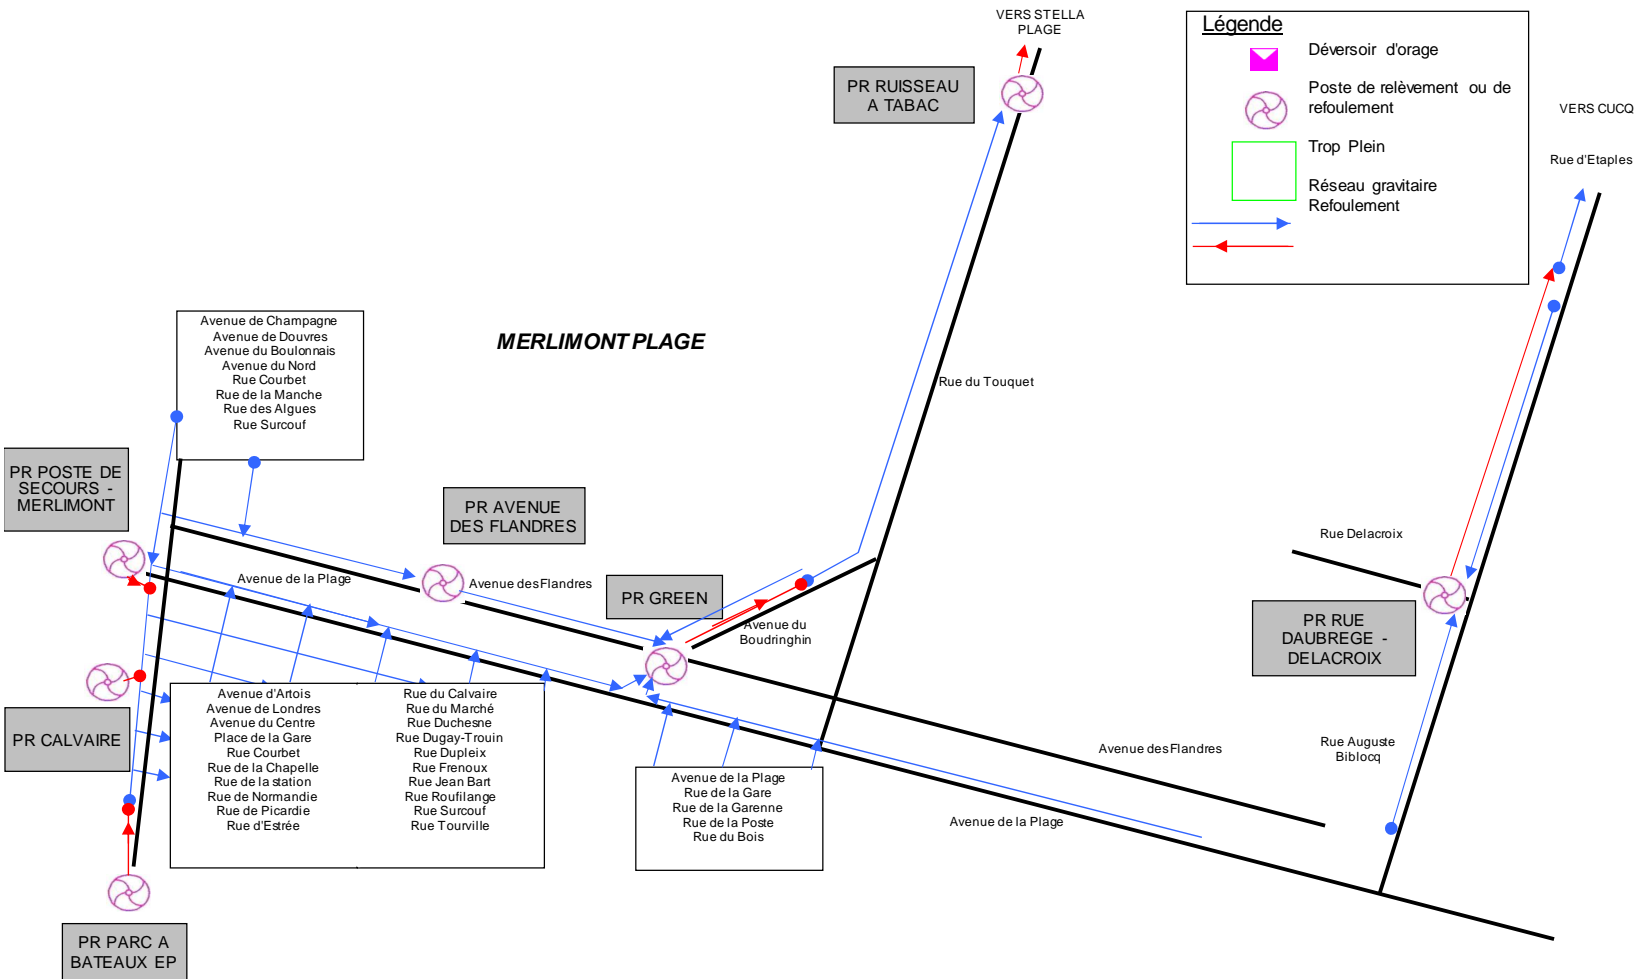 VERS STELLA
PLAGE
Légende
Déversoir d'orage
Poste de relèvement ou de
refoulement
Trop Plein
Réseau gravitaire
Refoulement
VERS CUCQ
Rue d'Etaples
PR RUISSEAU
A TABAC
MERLIMONT PLAGE
Avenue de Champagne
Avenue de Douvres
Avenue du Boulonnais
Avenue du Nord
Rue Courbet
Rue de la Manche
Rue des Algues
Rue Surcouf
Rue du Touquet
PR POSTE DE
SECOURS -
MERLIMONT
PR AVENUE
DES FLANDRES
Avenue de la Plage
Avenue des Flandres
PR GREEN
Avenue du
Boudringhin
Rue Delacroix
PR RUE
DAUBREGE -
DELACROIX
PR CALVAIRE
Avenue d'Artois
Avenue de Londres
Avenue du Centre
Place de la Gare
Rue Courbet
Rue de la Chapelle
Rue de la station
Rue de Normandie
Rue de Picardie
Rue d'Estrée
Rue du Calvaire
Rue du Marché
Rue Duchesne
Rue Dugay-Trouin
Rue Dupleix
Rue Frenoux
Rue Jean Bart
Rue Roufilange
Rue Surcouf
Rue Tourville
Avenue de la Plage
Rue de la Gare
Rue de la Garenne
Rue de la Poste
Rue du Bois
Avenue des Flandres
Avenue de la Plage
Rue Auguste
Biblocq
PR PARC A
BATEAUX EP